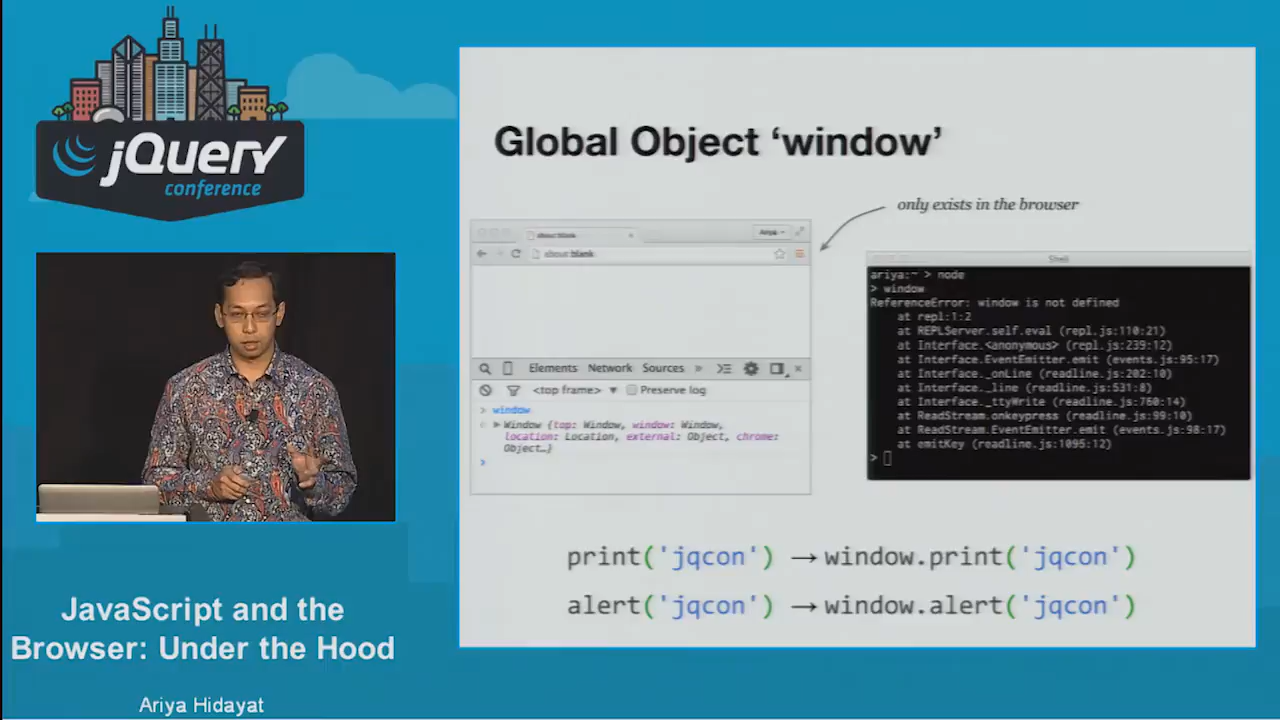 jQuery
conference
JavaScript and the
Browser: Under the Hood
Ariya Hidayat
Global Object ‘window’
only exists in the browser
about:blank
Ariya
about:blank
Elements Network Sources »
<top frame> ▼ Preserve log
> window
Window {top: Window, window: Window,
location: Location, external: Object, chrome:
Object…}
>
Shell
ariya:~ > node
> window
ReferenceError: window is not defined
at repl:1:2
at REPLServer.self.eval (repl.js:110:21)
at Interface.<anonymous> (repl.js:239:12)
at Interface.EventEmitter.emit (events.js:95:17)
at Interface._onLine (readline.js:202:10)
at Interface._line (readline.js:531:8)
at Interface._ttyWrite (readline.js:760:14)
at ReadStream.onkeypress (readline.js:99:10)
at ReadStream.EventEmitter.emit (events.js:98:17)
at emitKey (readline.js:1095:12)
>
print('jqcon') → window.print('jqcon')
alert('jqcon') → window.alert('jqcon')